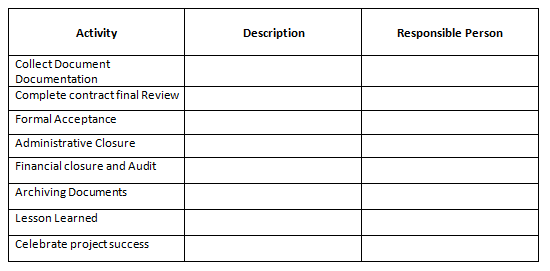 Activity Description Responsible Person
Collect Document
Documentation
Complete contract final Review
Formal Acceptance
Administrative Closure
Financial closure and Audit
Archiving Documents
Lesson Learned
Celebrate project success